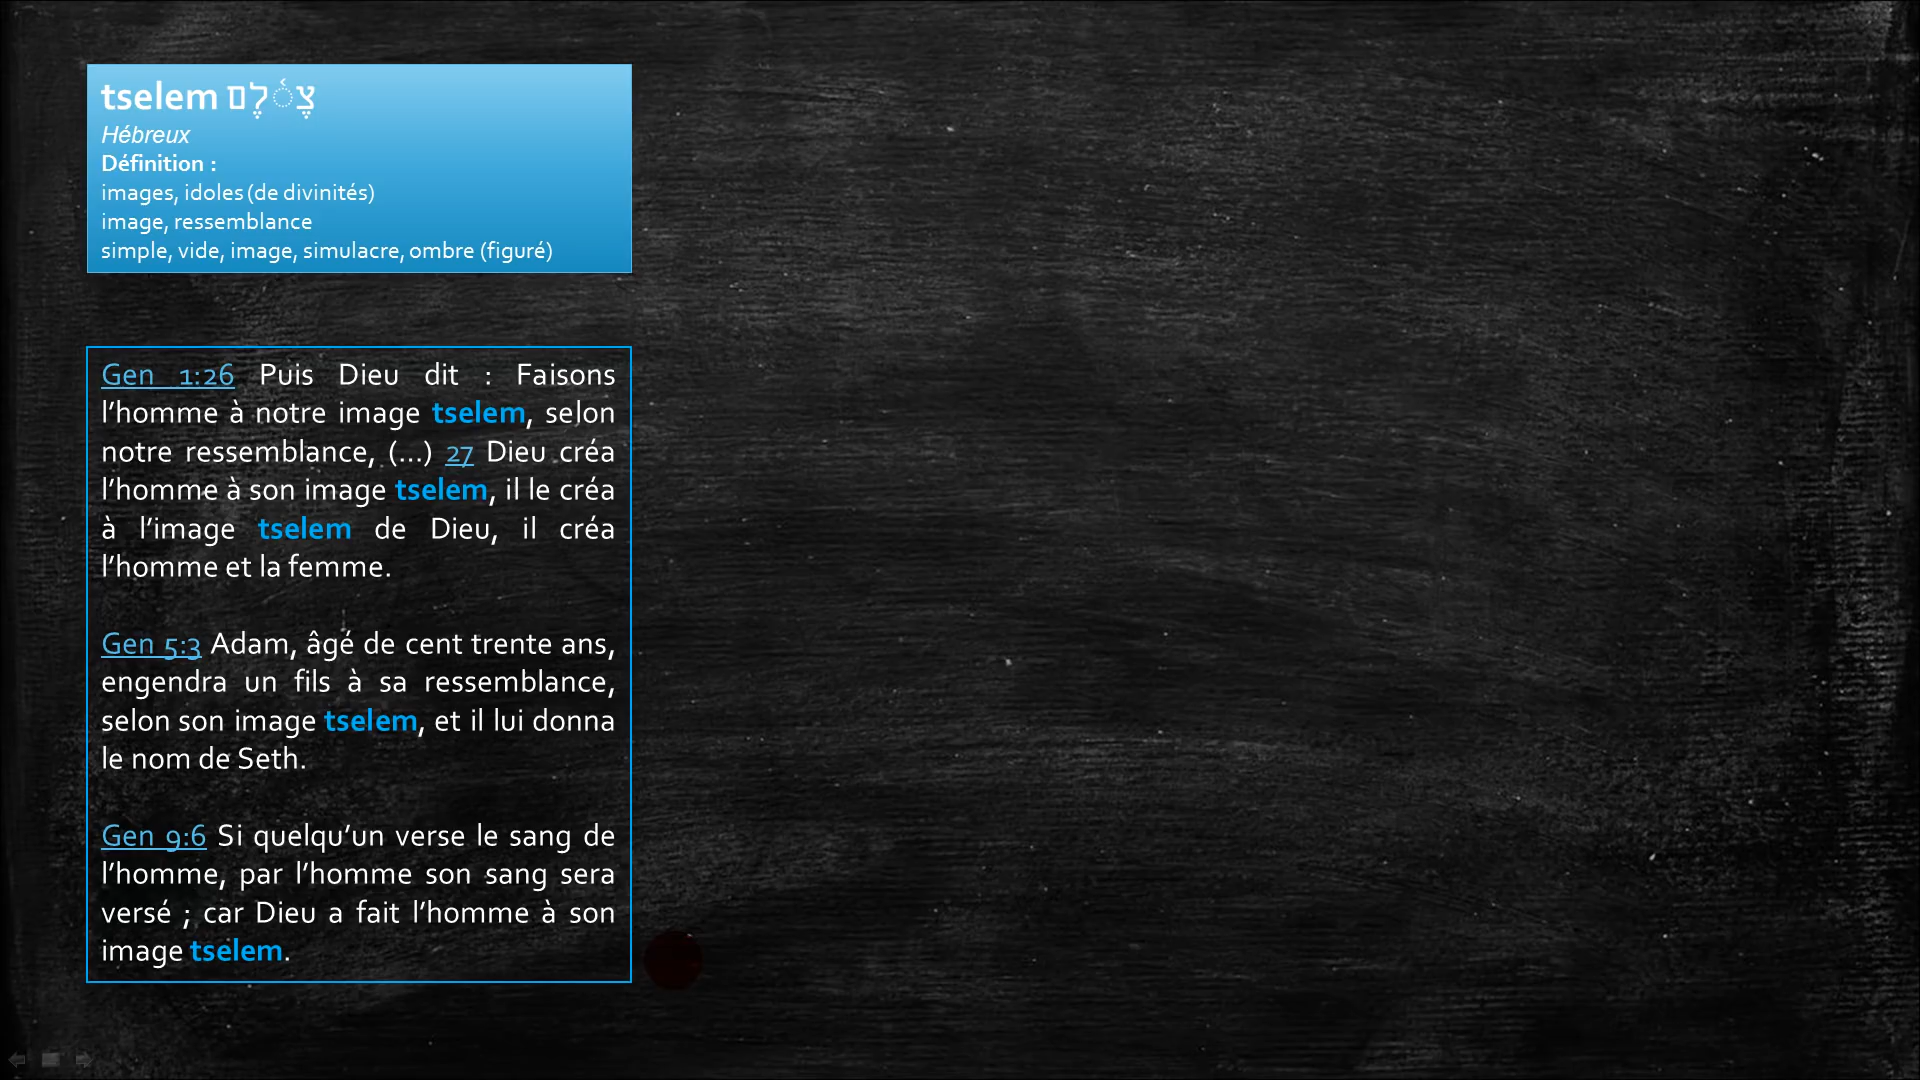 tselem צֶ֫לֶם
Hébreux
Définition :
images, idoles (de divinités)
image, ressemblance
simple, vide, image, simulacre, ombre (figuré)
Gen 1:26 Puis Dieu dit : Faisons
l’homme à notre image tselem, selon
notre ressemblance, (…) 27 Dieu créa
l’homme à son image tselem, il le créa
à l’image tselem de Dieu, il créa
l’homme et la femme.
Gen 5:3 Adam, âgé de cent trente ans,
engendra un fils à sa ressemblance,
selon son image tselem, et il lui donna
le nom de Seth.
Gen 9:6 Si quelqu’un verse le sang de
l’homme, par l’homme son sang sera
versé ; car Dieu a fait l’homme à son
image tselem.